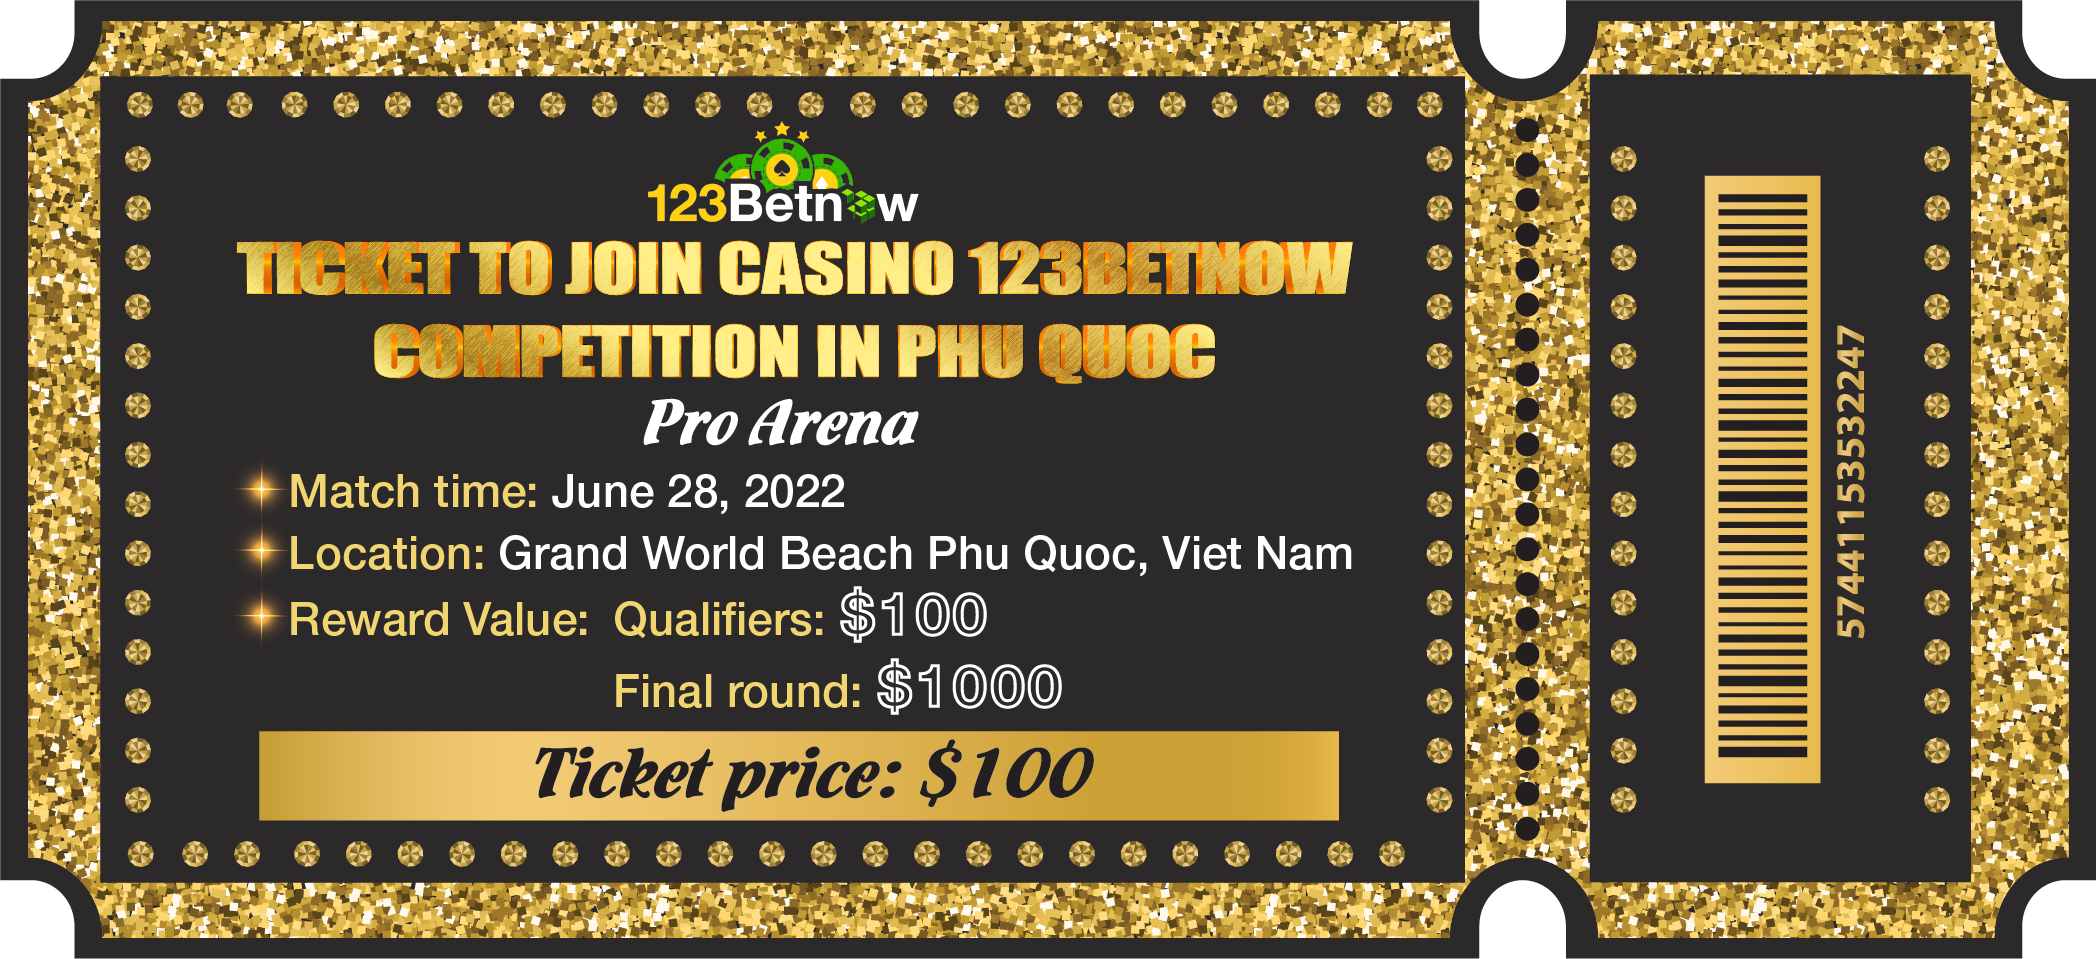 123Betnow
TICKET TO JOIN CASINO 123BETNOW
COMPETITION IN PHU QUOC
Pro Arena
Match time: June 28, 2022
Location: Grand World Beach Phu Quoc, Viet Nam
Reward Value: Qualifiers: $100
Final round: $1000
Ticket price: $100
5744115353532247